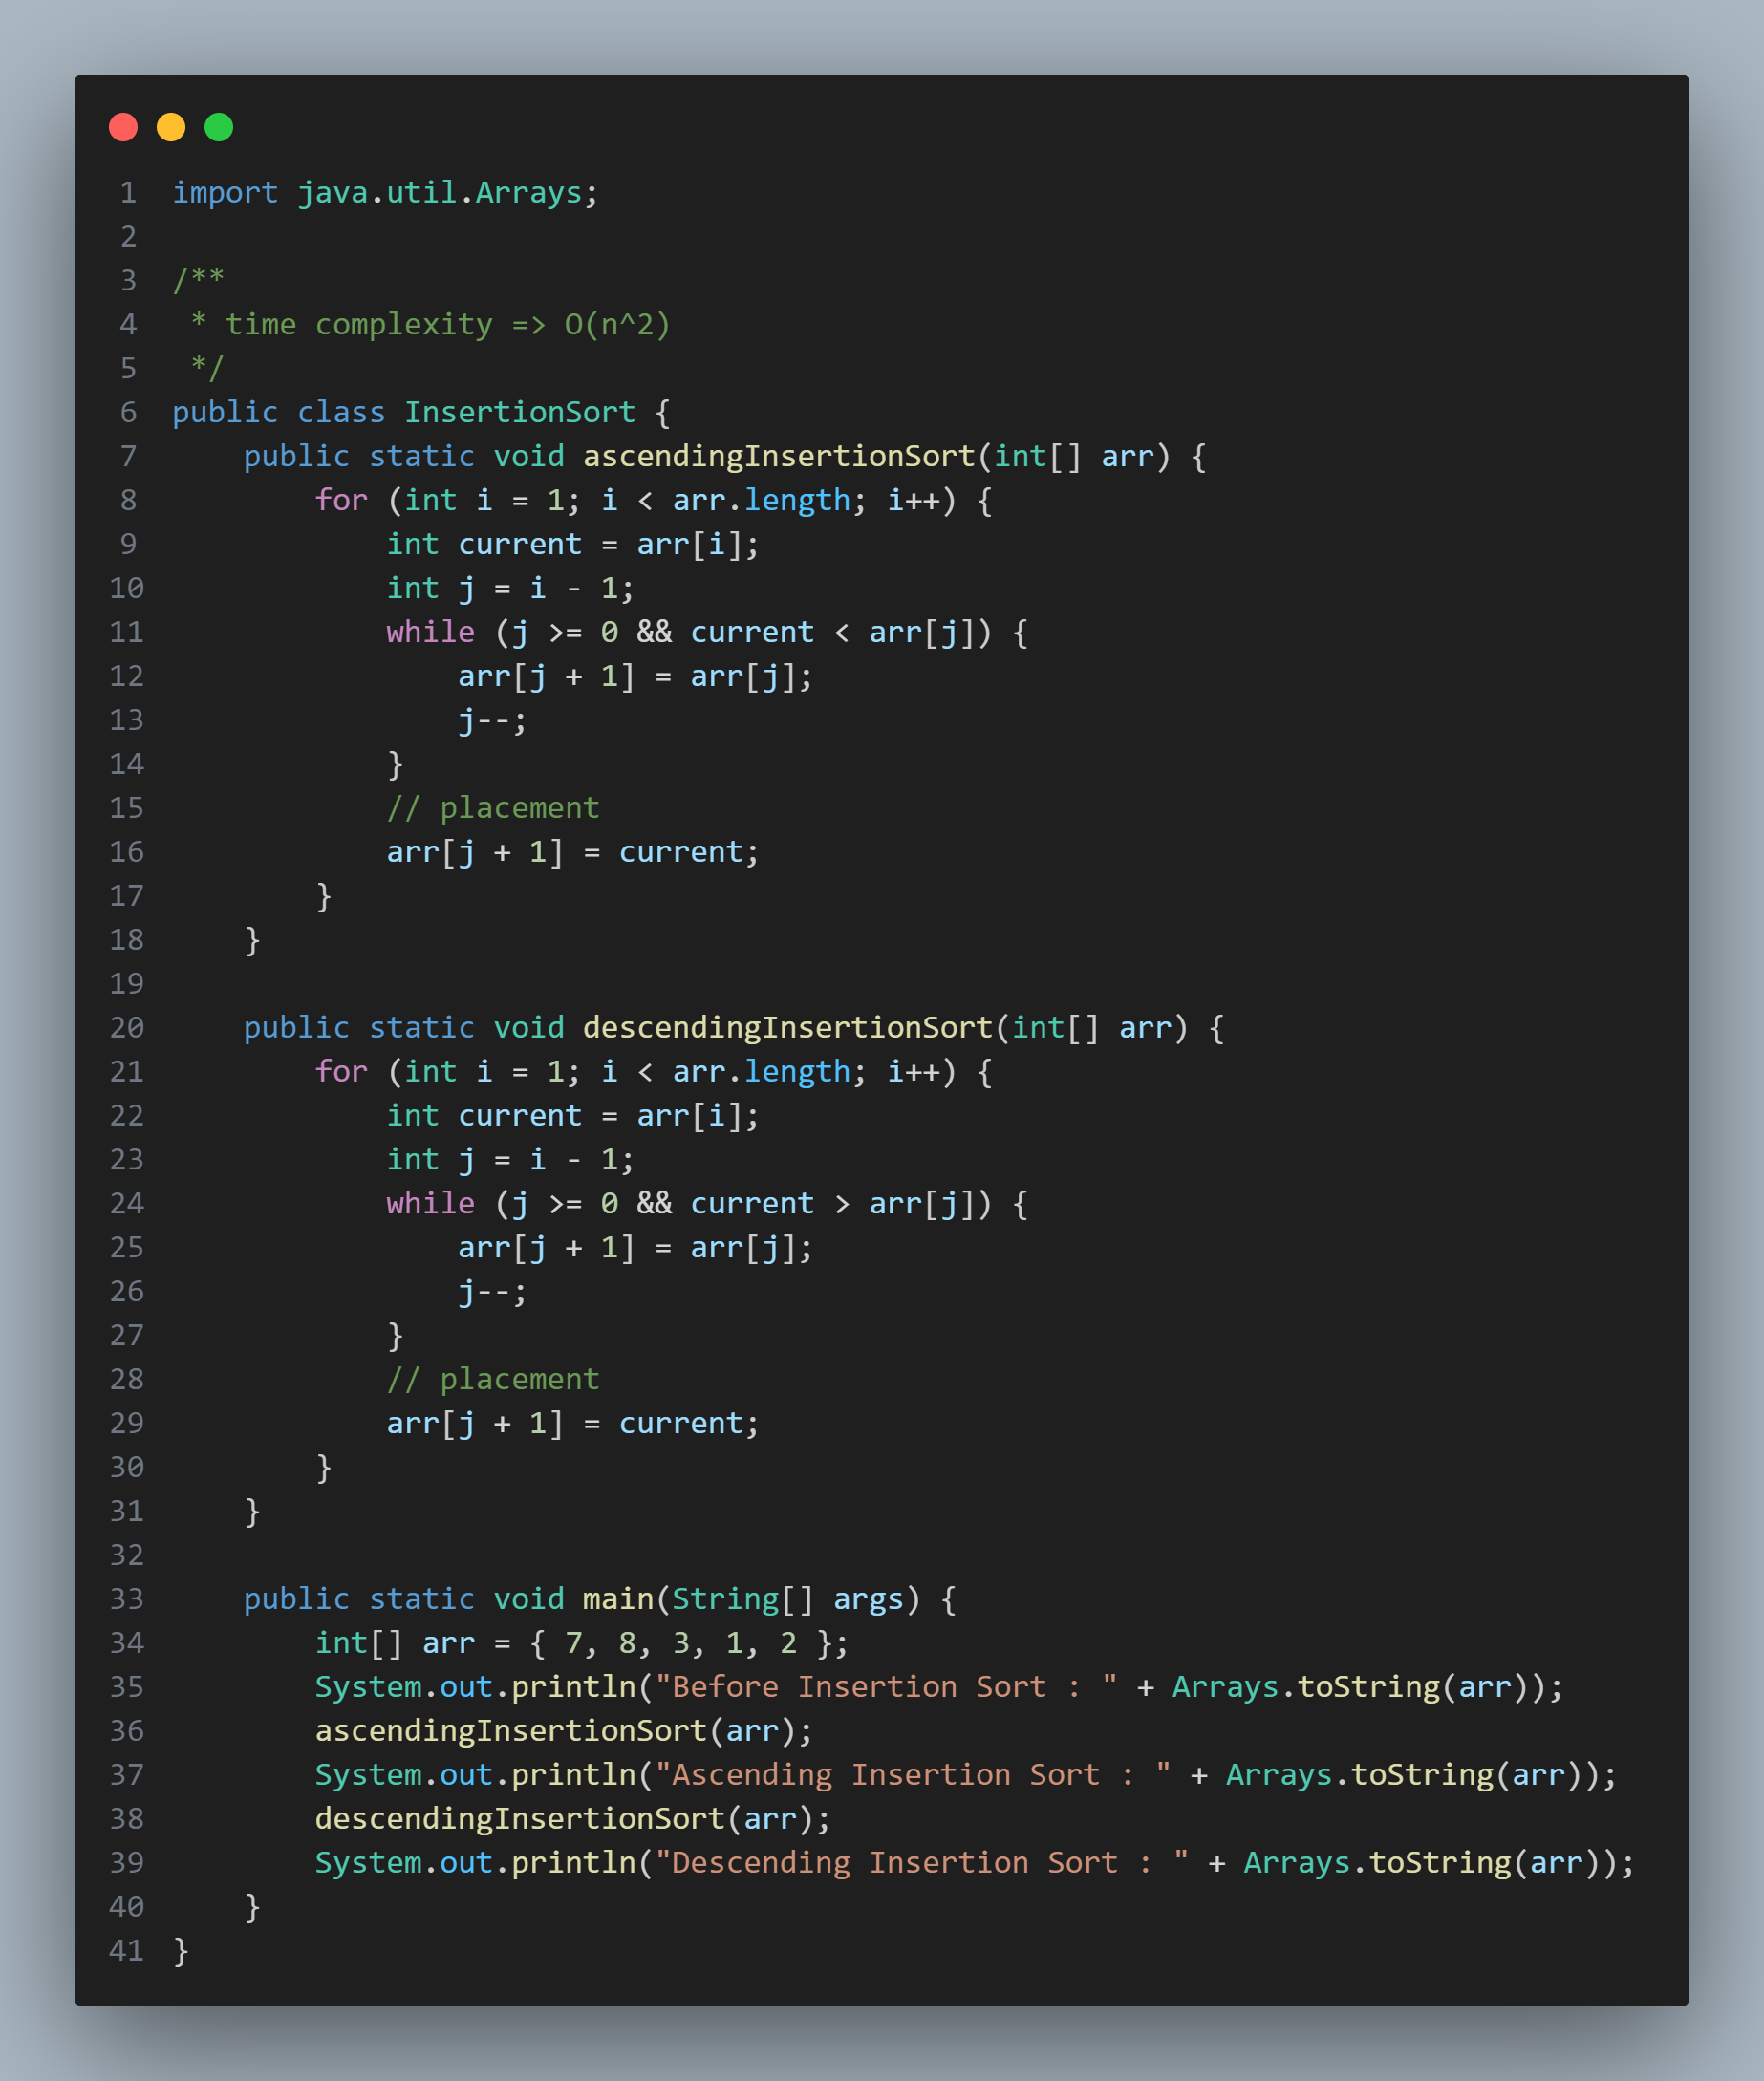 1 import java.util.Arrays;
2
3 /**
4  * time complexity => O(n^2)
5  */
6 public class InsertionSort {
7     public static void ascendingInsertionSort(int[] arr) {
8         for (int i = 1; i < arr.length; i++) {
9             int current = arr[i];
10             int j = i - 1;
11             while (j >= 0 && current < arr[j]) {
12                 arr[j + 1] = arr[j];
13                 j--;
14             }
15             // placement
16             arr[j + 1] = current;
17         }
18     }
19
20     public static void descendingInsertionSort(int[] arr) {
21         for (int i = 1; i < arr.length; i++) {
22             int current = arr[i];
23             int j = i - 1;
24             while (j >= 0 && current > arr[j]) {
25                 arr[j + 1] = arr[j];
26                 j--;
27             }
28             // placement
29             arr[j + 1] = current;
30         }
31     }
32
33     public static void main(String[] args) {
34         int[] arr = { 7, 8, 3, 1, 2 };
35         System.out.println("Before Insertion Sort : " + Arrays.toString(arr));
36         ascendingInsertionSort(arr);
37         System.out.println("Ascending Insertion Sort : " + Arrays.toString(arr));
38         descendingInsertionSort(arr);
39         System.out.println("Descending Insertion Sort : " + Arrays.toString(arr));
40     }
41 }